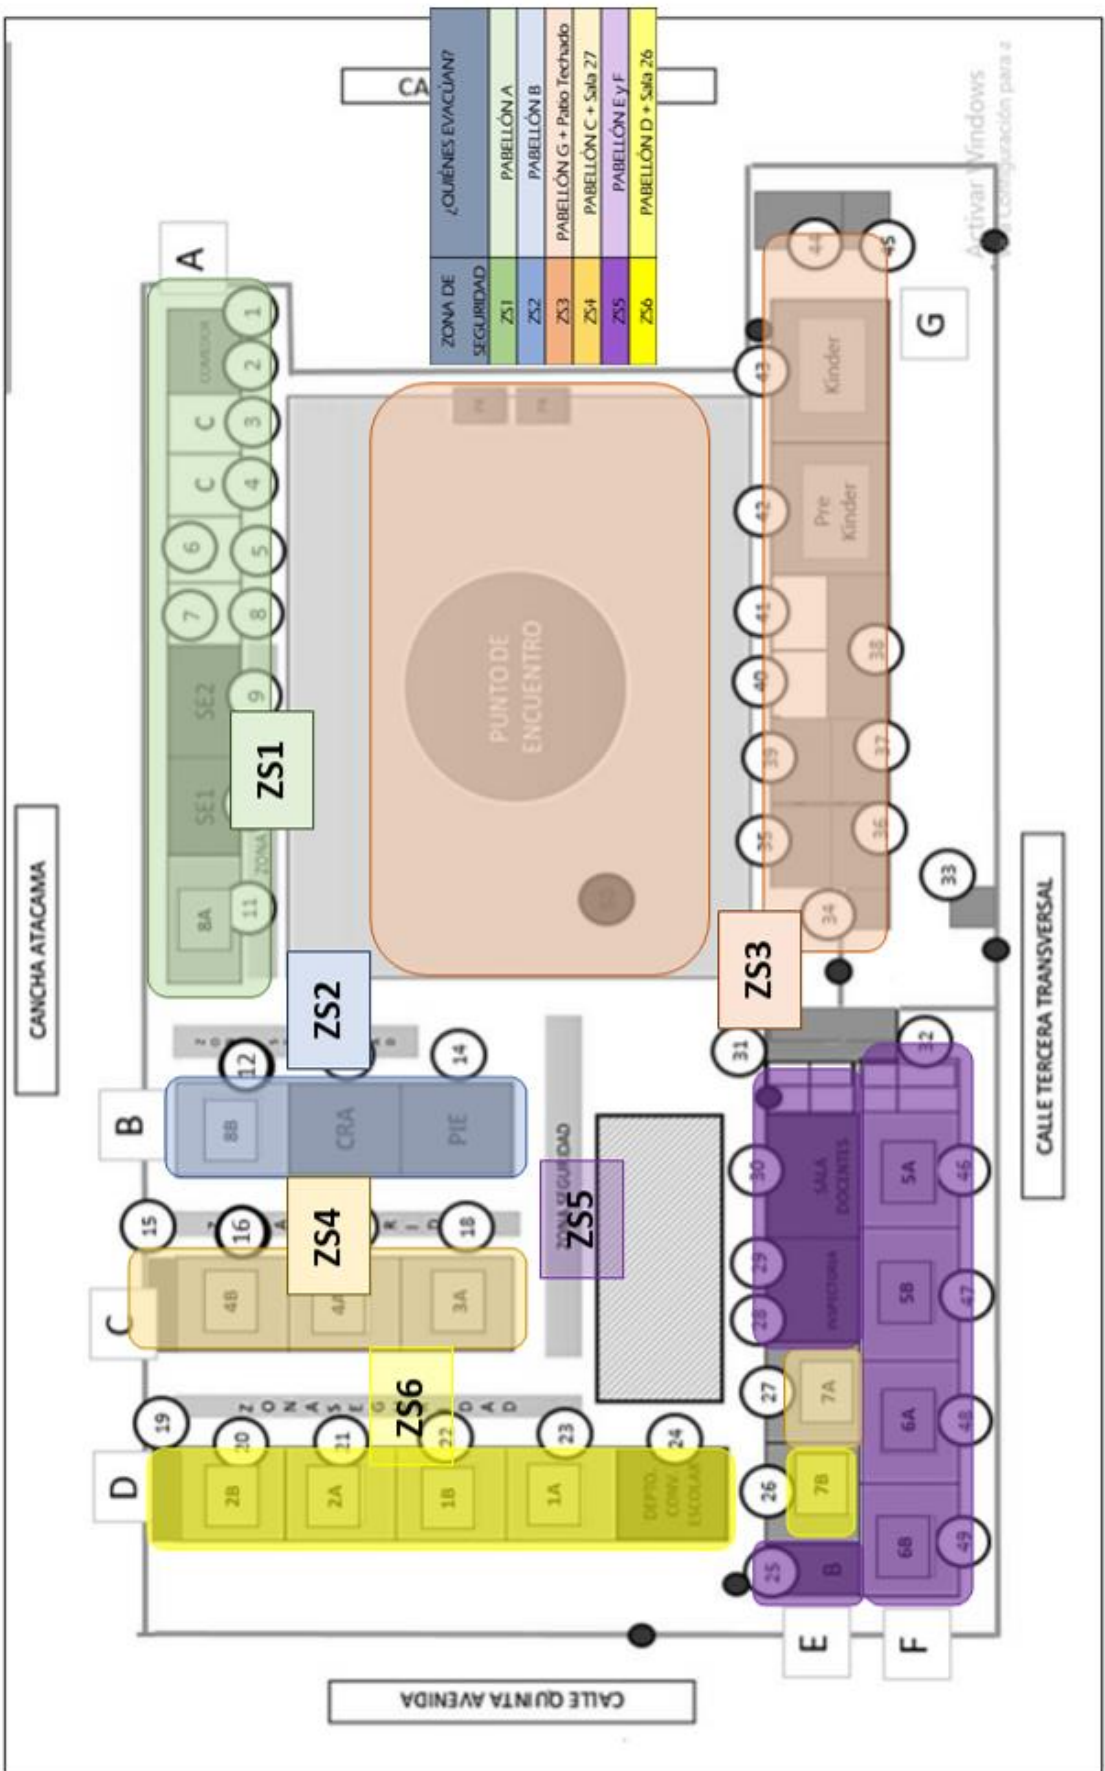 CA
¿QUIÉNES EVACÚAN?
ZONA DE
SEGURIDAD
ZS1 PABELLÓN A
ZS2 PABELLÓN B
ZS3 PABELLÓN G + Patio Techado
ZS4 PABELLÓN C + Sala 27
ZS5 PABELLÓN E y F
ZS6 PABELLÓN D + Sala 26
Activar Windows
Configuración para a
CANCHA ATACAMA
CALLE TERCERA TRANSVERSAL
CALLE QUINTA AVENIDA
A
COMEDOR
C
C
SE2
SE1
8A
ZONA
1
2
3
4
5
6
7
8
9
11
ZS1
PUNTO DE
ENCUENTRO
ZS2
12
14
B
8B
CRA
PIE
ZS4
15
16
18
C
4B
4A
3A
ZS6
Z O N A S E G R D A D
19
20
21
22
23
24
D
2B
2A
1B
1A
DEPTO.
CONV.
ESCOLAR
ZONA SEGURIDAD
ZS5
ZS3
G
Kinder
Pre
Kinder
44
45
43
42
41
40
39
38
37
36
35
34
33
32
31
30
29
28
27
26
25
SALA
DOCENTES
INSPECTORIA
7A
7B
B
E
5A
5B
6A
6B
46
47
48
49
F